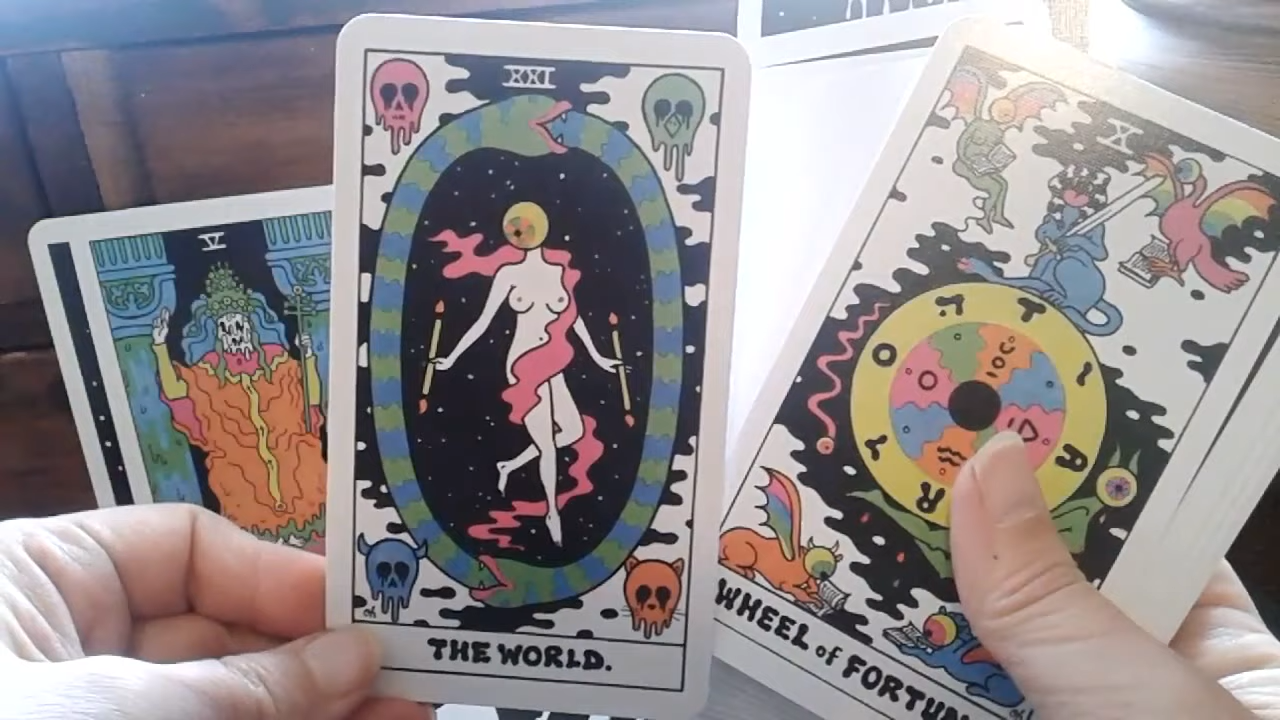 V
XXI
THE WORLD.
X
T
A
R
O
WHEEL of FORTUN